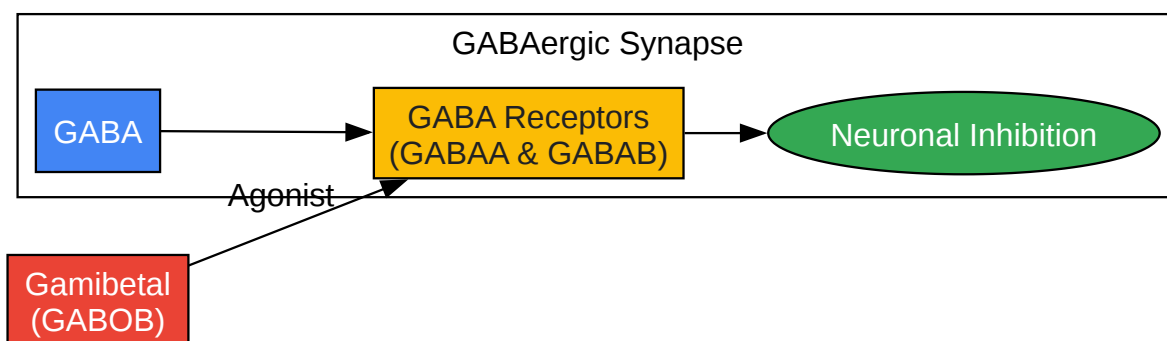 GABAergic Synapse
GABA
GABA Receptors
(GABAA & GABAB)
Neuronal Inhibition
Agonist
Gamibetal
(GABOB)